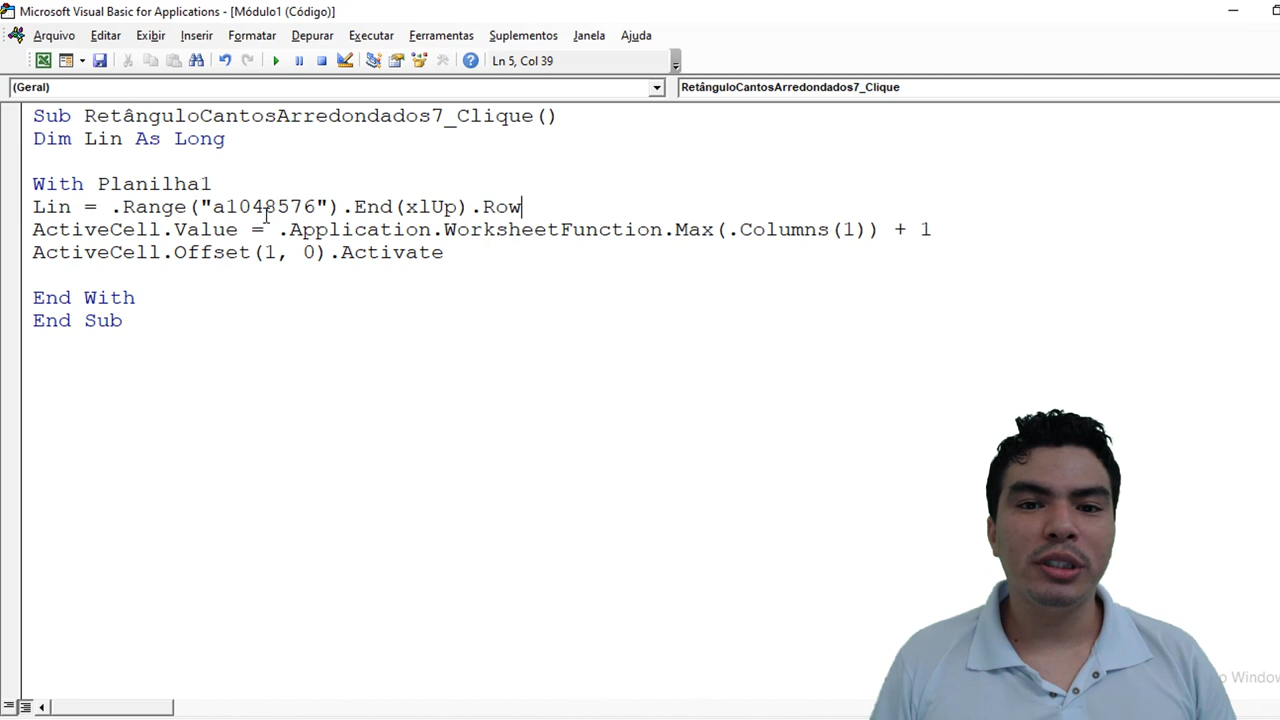 Microsoft Visual Basic for Applications - [Módulo1 (Código)]
Arquivo Editar Exibir Inserir Formatar Depurar Executar Ferramentas Suplementos Janela Ajuda
Ln 5, Col 39
(Geral) RetânguloCantosArredondados7_Clique
Sub RetânguloCantosArredondados7_Clique()
Dim Lin As Long
With Planilha1
Lin = .Range("a1048576").End(xlUp).Row
ActiveCell.Value = .Application.WorksheetFunction.Max(.Columns(1)) + 1
ActiveCell.Offset(1, 0).Activate
End With
End Sub
Window